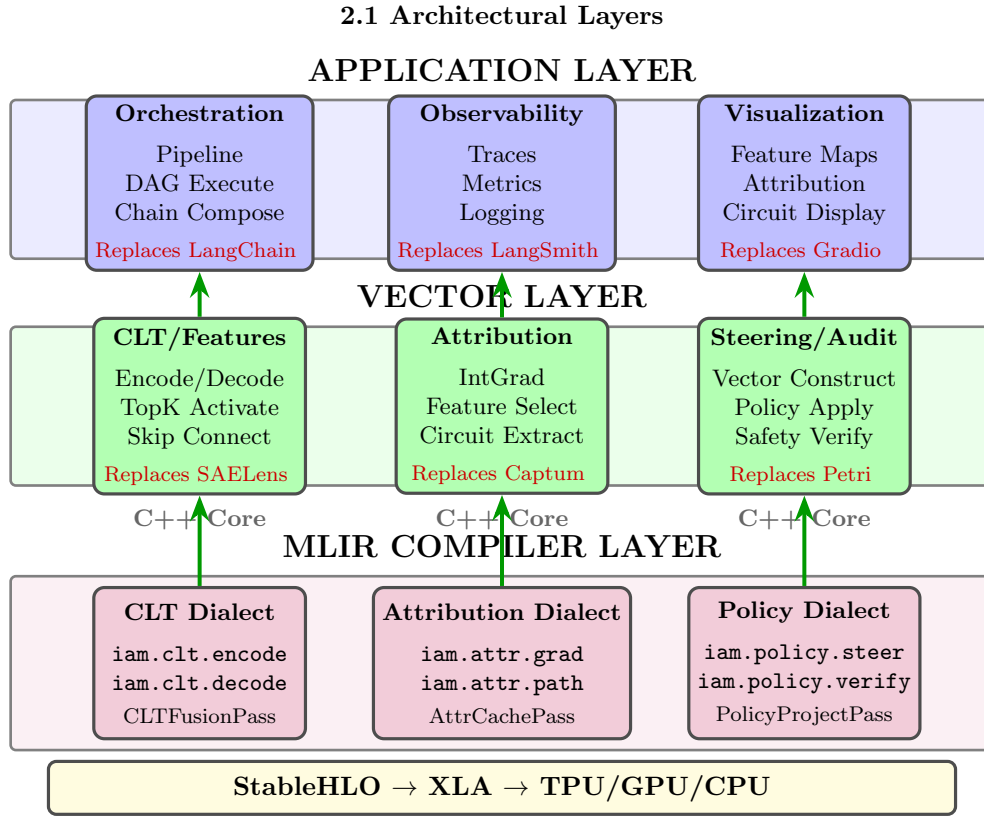 2.1 Architectural Layers
APPLICATION LAYER
Orchestration
Pipeline
DAG Execute
Chain Compose
Replaces LangChain
Observability
Traces
Metrics
Logging
Replaces LangSmith
Visualization
Feature Maps
Attribution
Circuit Display
Replaces Gradio
VECTOR LAYER
CLT/Features
Encode/Decode
TopK Activate
Skip Connect
Replaces SAELens
C++ Core
Attribution
IntGrad
Feature Select
Circuit Extract
Replaces Captum
C++ Core
Steering/Audit
Vector Construct
Policy Apply
Safety Verify
Replaces Petri
C++ Core
MLIR COMPILER LAYER
CLT Dialect
iam.clt.encode
iam.clt.decode
CLTFusionPass
Attribution Dialect
iam.attr.grad
iam.attr.path
AttrCachePass
Policy Dialect
iam.policy.steer
iam.policy.verify
PolicyProjectPass
StableHLO → XLA → TPU/GPU/CPU